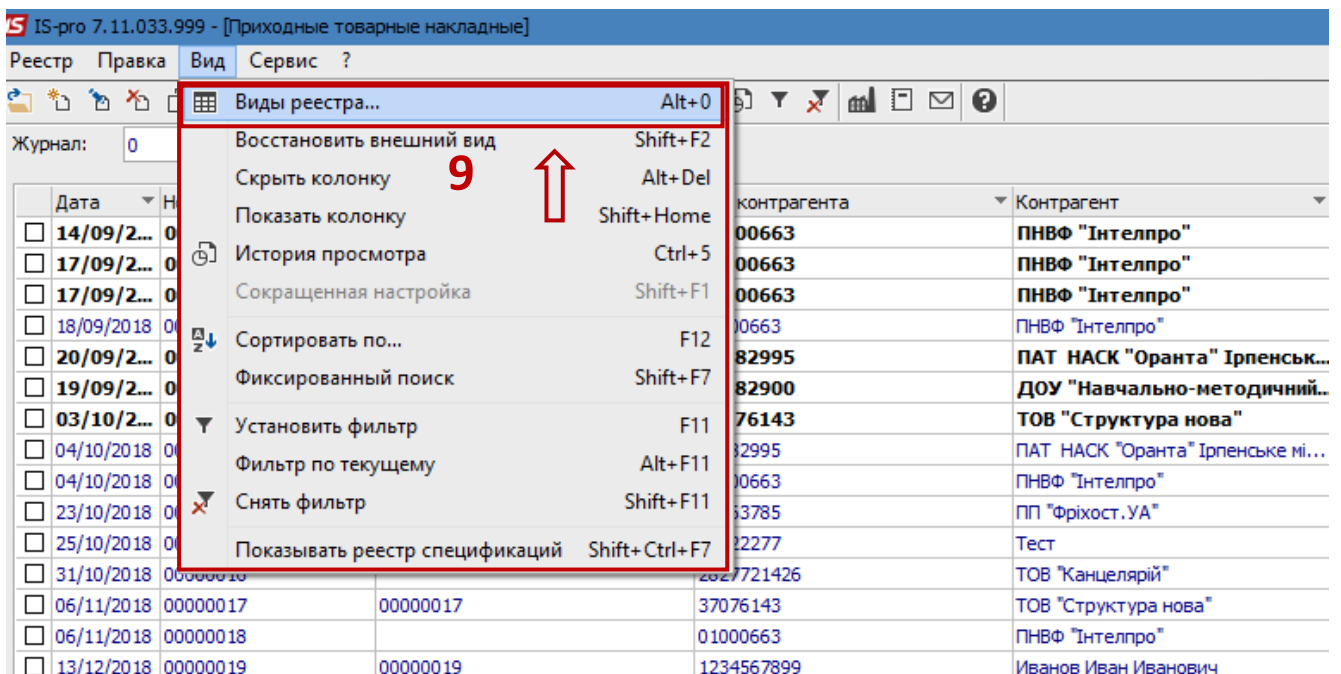 IS IS-pro 7.11.033.999 - [Приходные товарные накладные]
Реестр Правка Вид Сервис ?
Виды реестра... Alt+0
Журнал: 0
Восстановить внешний вид Shift+F2
9
Скрыть колонку Alt+Del
Показать колонку Shift+Home
История просмотра Ctrl+5
Сокращенная настройка Shift+F1
Сортировать по... F12
Фиксированный поиск Shift+F7
Установить фильтр F11
Фильтр по текущему Alt+F11
Снять фильтр Shift+F11
Показывать реестр спецификаций Shift+Ctrl+F7
Дата контрагента Контрагент
14/09/2... 00663 ПНВФ "Інтелпро"
17/09/2... 00663 ПНВФ "Інтелпро"
17/09/2... 00663 ПНВФ "Інтелпро"
18/09/2018 ПНВФ "Інтелпро"
20/09/2... 82995 ПАТ НАСК "Оранта" Ірпенськ...
19/09/2... 82900 ДОУ "Навчально-методичний...
03/10/2... 76143 ТОВ "Структура нова"
04/10/2018 2995 ПАТ НАСК "Оранта" Ірпенське мі...
04/10/2018 0663 ПНВФ "Інтелпро"
23/10/2018 3785 ПП "Фріхост.УА"
25/10/2018 22277 Тест
31/10/2018 00000016 2827721426 ТОВ "Канцелярій"
06/11/2018 00000017 00000017 37076143 ТОВ "Структура нова"
06/11/2018 00000018 01000663 ПНВФ "Інтелпро"
13/12/2018 00000019 00000019 1234567899 Иванов Иван Иванович